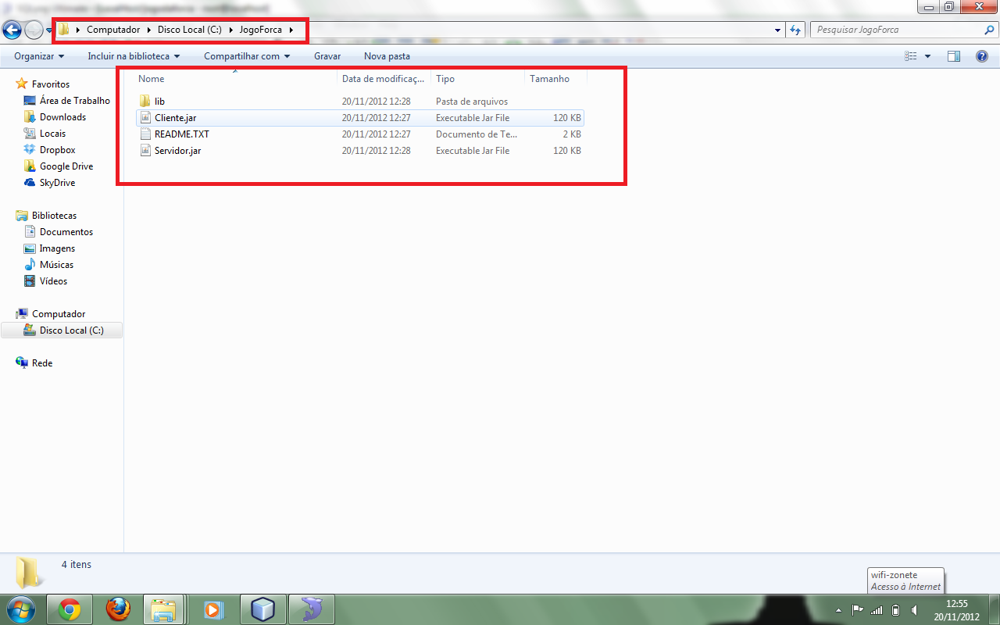 Computador Disco Local (C:) JogoForca
Pesquisar JogoForca
Organizar Incluir na biblioteca Compartilhar com Gravar Nova pasta
Nome Data de modificaç... Tipo Tamanho
lib 20/11/2012 12:28 Pasta de arquivos
Cliente.jar 20/11/2012 12:27 Executable Jar File 120 KB
README.TXT 20/11/2012 12:27 Documento de Te... 2 KB
Servidor.jar 20/11/2012 12:28 Executable Jar File 120 KB
Favoritos
Área de Trabalho
Downloads
Locais
Dropbox
Google Drive
SkyDrive
Bibliotecas
Documentos
Imagens
Músicas
Vídeos
Computador
Disco Local (C:)
Rede
4 itens
wifi-zonete
Acesso à Internet
12:55
20/11/2012